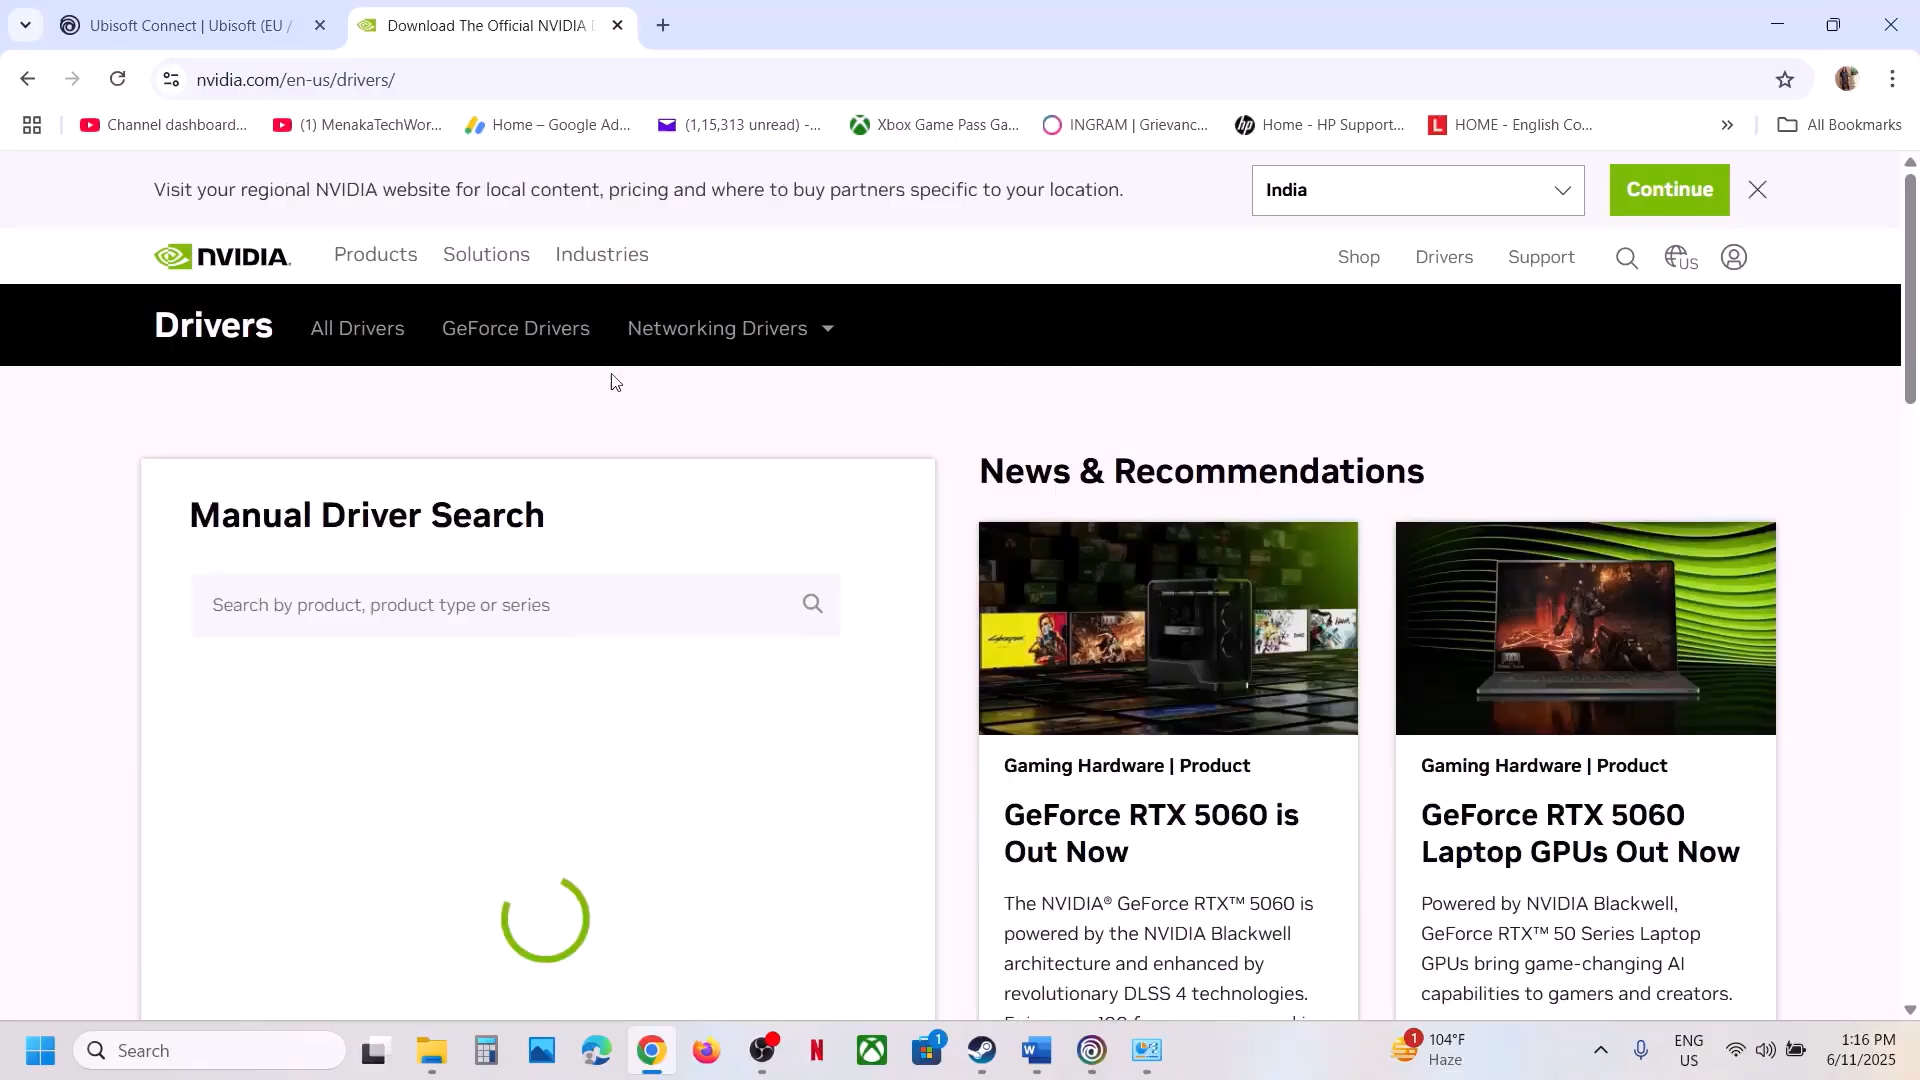 Ubisoft Connect | Ubisoft (EU /
Download The Official NVIDIA
nvidia.com/en-us/drivers/
Channel dashboard...
(1) MenakaTechWor...
Home – Google Ad...
(1,15,313 unread) -...
Xbox Game Pass Ga...
INGRAM | Grievanc...
Home - HP Support...
HOME - English Co...
All Bookmarks
Visit your regional NVIDIA website for local content, pricing and where to buy partners specific to your location.
India
Continue
NVIDIA.
Products
Solutions
Industries
Shop
Drivers
Support
US
Drivers
All Drivers
GeForce Drivers
Networking Drivers
Manual Driver Search
Search by product, product type or series
News & Recommendations
Gaming Hardware | Product
GeForce RTX 5060 is
Out Now
The NVIDIA® GeForce RTX™ 5060 is
powered by the NVIDIA Blackwell
architecture and enhanced by
revolutionary DLSS 4 technologies.
Gaming Hardware | Product
GeForce RTX 5060
Laptop GPUs Out Now
Powered by NVIDIA Blackwell,
GeForce RTX™ 50 Series Laptop
GPUs bring game-changing AI
capabilities to gamers and creators.
Search
1
1
104°F
Haze
ENG
US
1:16 PM
6/11/2025